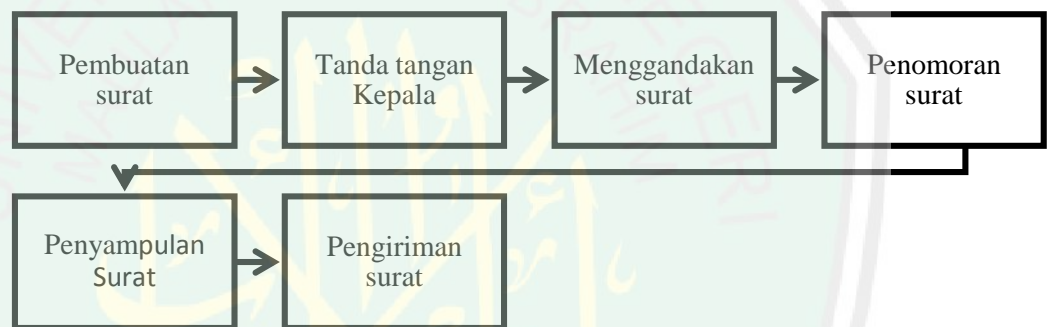 Pembuatan
surat
Tanda tangan
Kepala
Menggandakan
surat
Penomoran
surat
Penyampulan
Surat
Pengiriman
surat